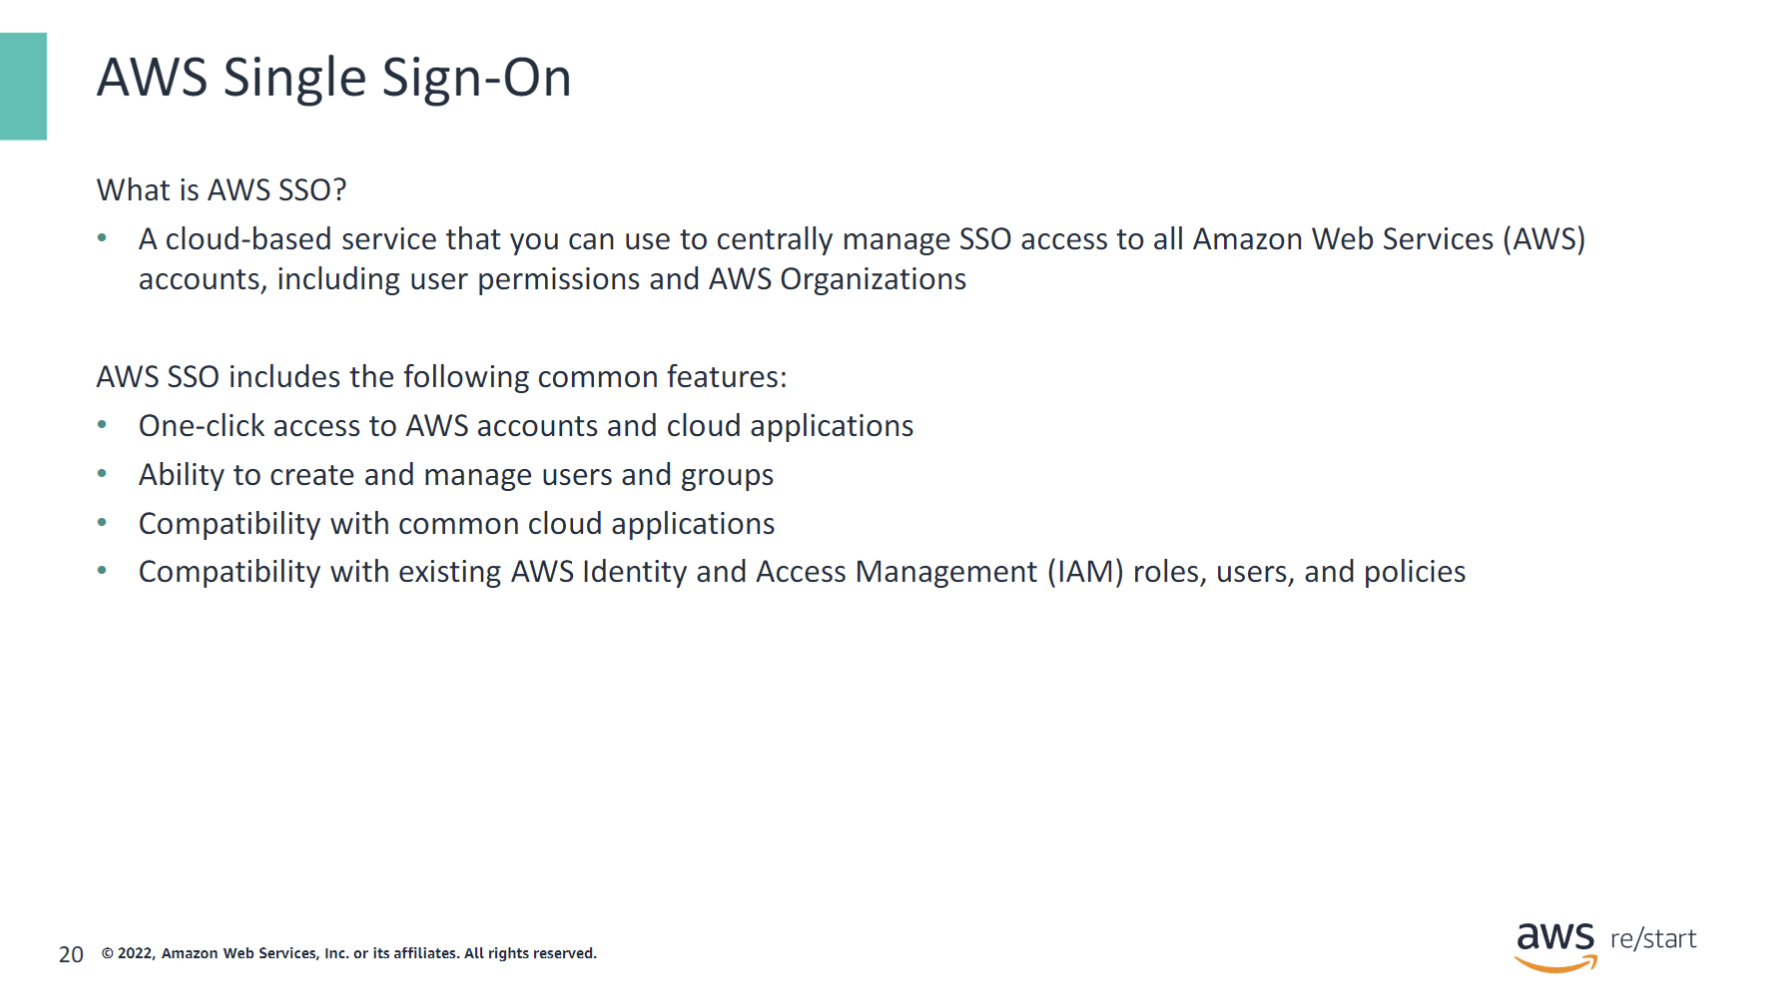 AWS Single Sign-On
What is AWS SSO?
• A cloud-based service that you can use to centrally manage SSO access to all Amazon Web Services (AWS)
accounts, including user permissions and AWS Organizations
AWS SSO includes the following common features:
• One-click access to AWS accounts and cloud applications
• Ability to create and manage users and groups
• Compatibility with common cloud applications
• Compatibility with existing AWS Identity and Access Management (IAM) roles, users, and policies
20 © 2022, Amazon Web Services, Inc. or its affiliates. All rights reserved.
aws re/start